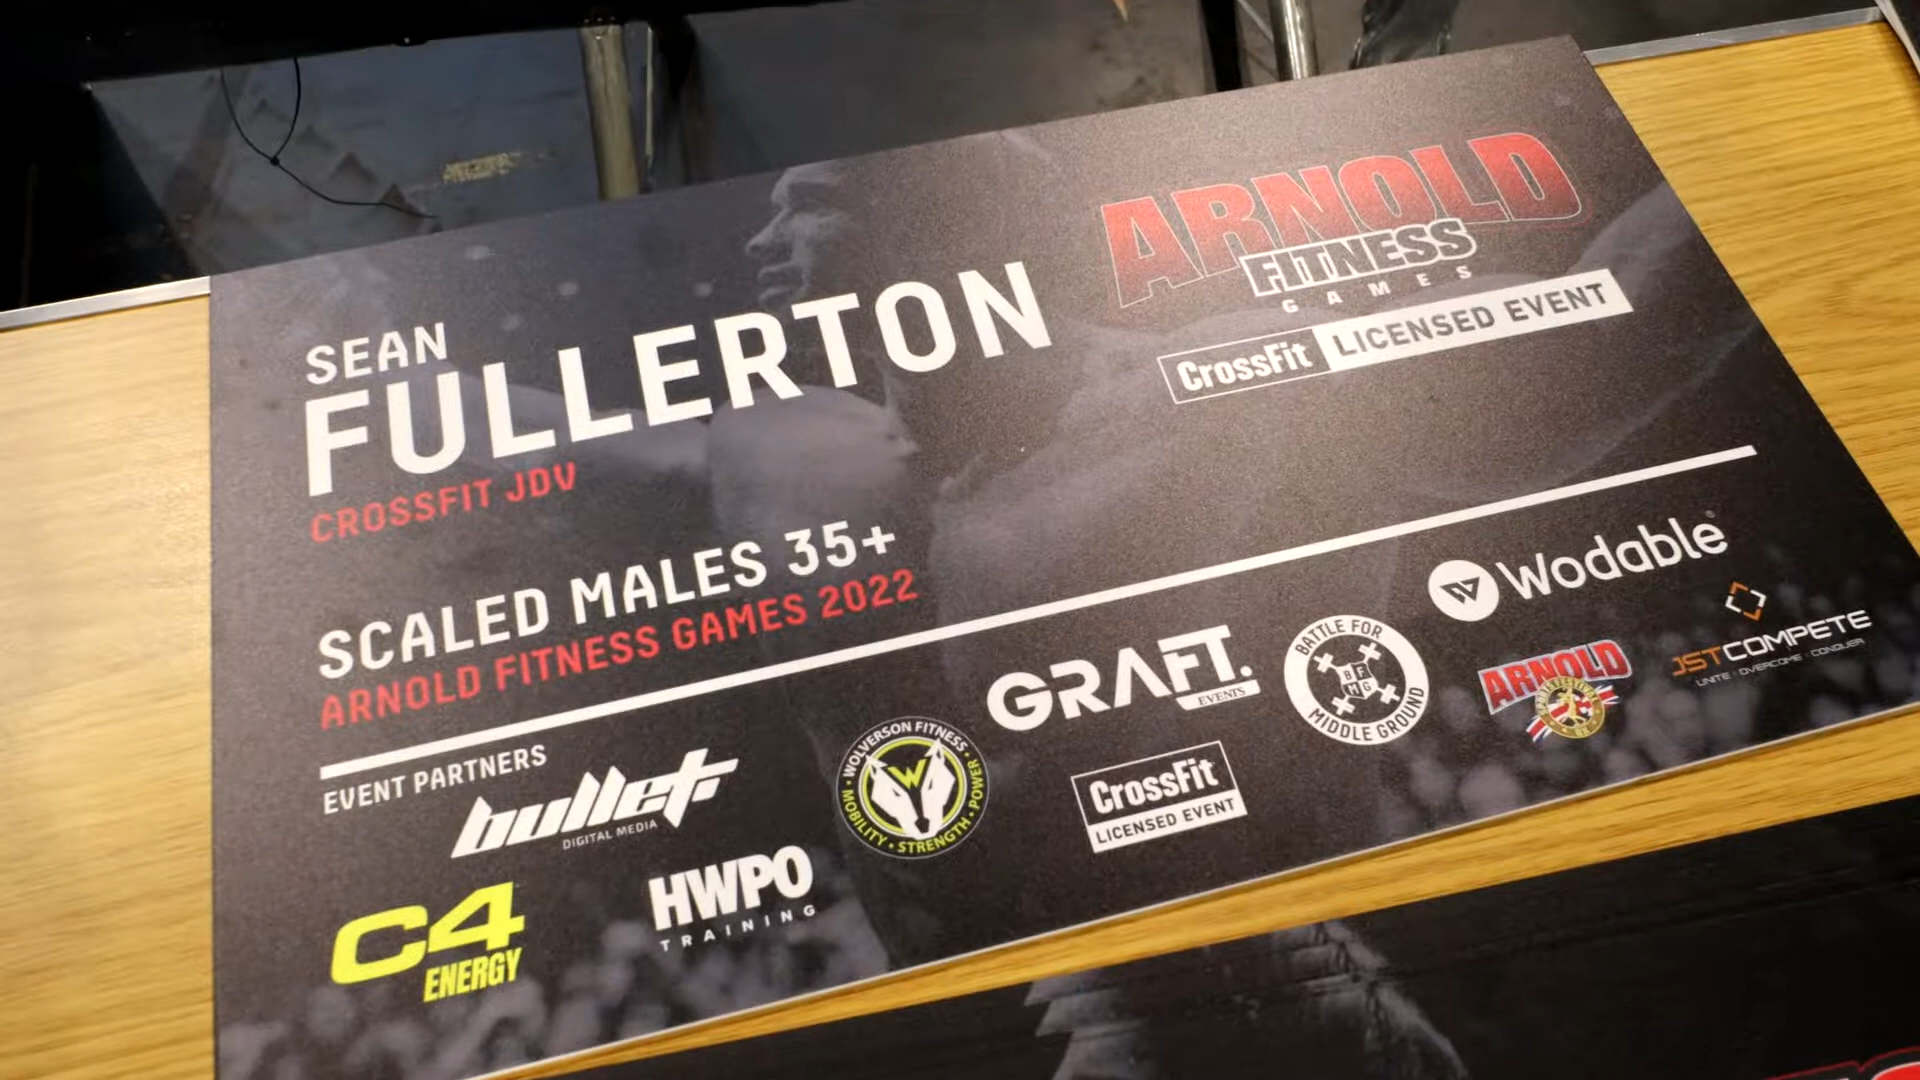 SEAN
FULLERTON
CROSSFIT JDV
ARNOLD
FITNESS
GAMES
CrossFit LICENSED EVENT
SCALED MALES 35+
ARNOLD FITNESS GAMES 2022
EVENT PARTNERS
bullet
DIGITAL MEDIA
C4
ENERGY
HWPO
TRAINING
WOLVERSON FITNESS
W
MOBILITY · STRENGTH · POWER
GRAFT.
EVENTS
CrossFit
LICENSED EVENT
BATTLE FOR
BF
MG
MIDDLE GROUND
W Wodable
ARNOLD
JSTCOMPETE
UNITE OVERCOME CONQUER